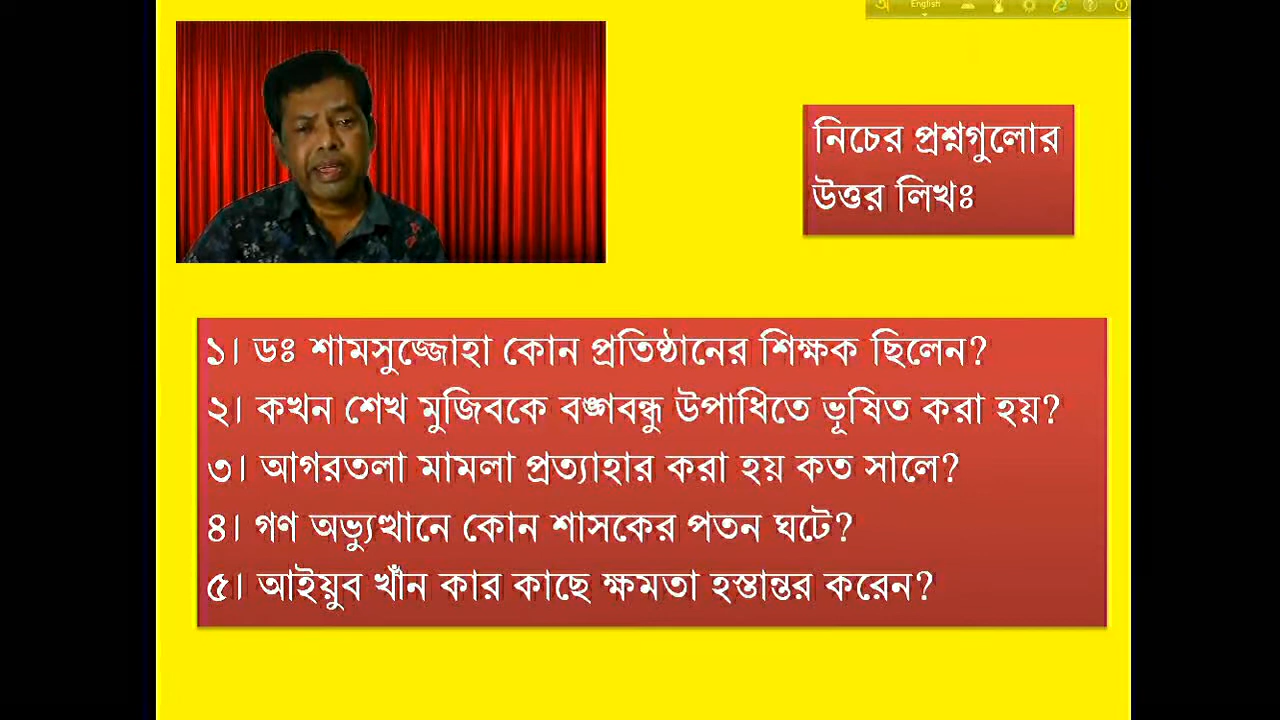 English
নিচের প্রশ্নগুলোর
উত্তর লিখঃ
১। ডঃ শামসুজ্জোহা কোন প্রতিষ্ঠানের শিক্ষক ছিলেন?
২। কখন শেখ মুজিবকে বঙ্গবন্ধু উপাধিতে ভূষিত করা হয়?
৩। আগরতলা মামলা প্রত্যাহার করা হয় কত সালে?
৪। গণ অভ্যুত্থানে কোন শাসকের পতন ঘটে?
৫। আইয়ুব খাঁন কার কাছে ক্ষমতা হস্তান্তর করেন?